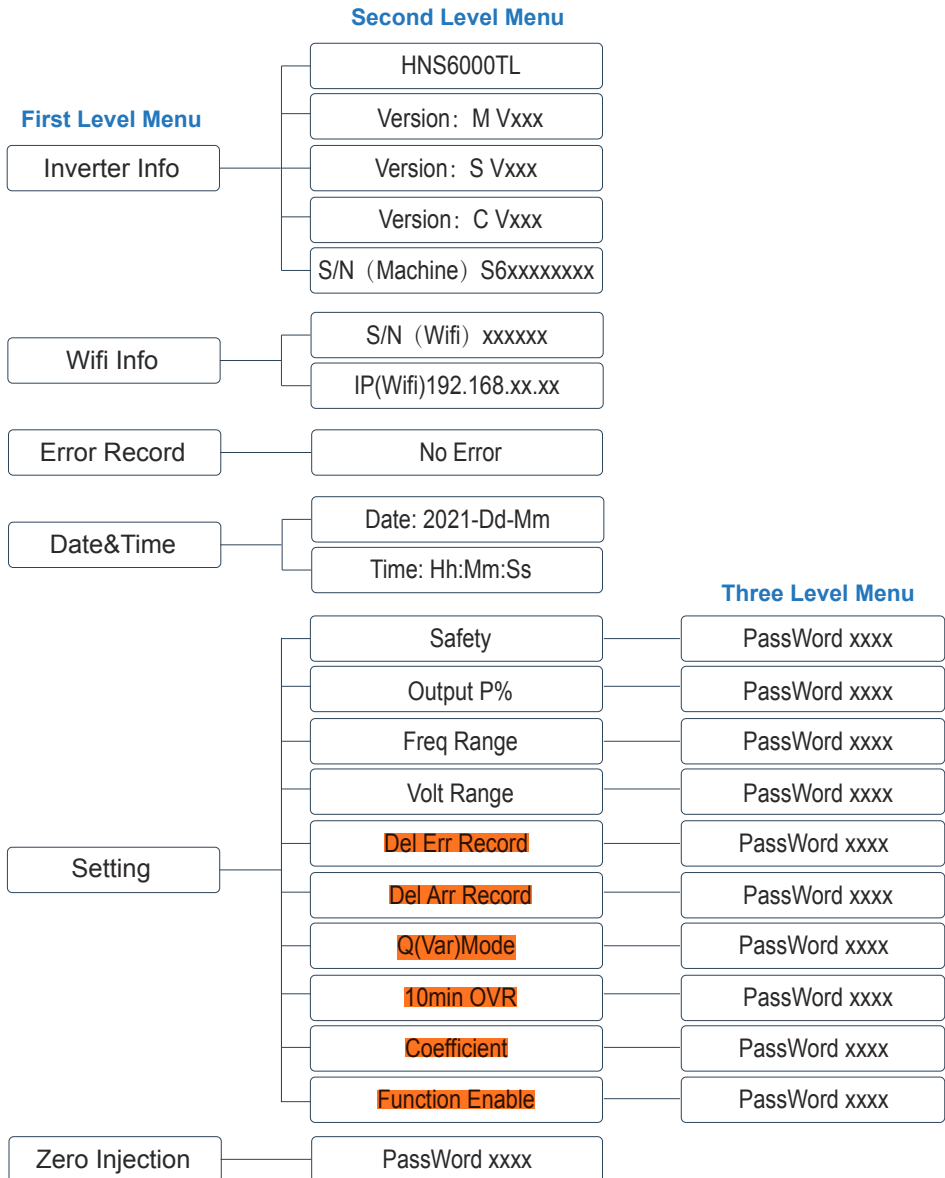 Second Level Menu
First Level Menu
Inverter Info
HNS6000TL
Version：M Vxxx
Version：S Vxxx
Version：C Vxxx
S/N（Machine）S6xxxxxxxx
Wifi Info
S/N（Wifi）xxxxxx
IP(Wifi)192.168.xx.xx
Error Record
No Error
Date&Time
Date: 2021-Dd-Mm
Time: Hh:Mm:Ss
Three Level Menu
Setting
Safety
PassWord xxxx
Output P%
PassWord xxxx
Freq Range
PassWord xxxx
Volt Range
PassWord xxxx
Del Err Record
PassWord xxxx
Del Arr Record
PassWord xxxx
Q(Var)Mode
PassWord xxxx
10min OVR
PassWord xxxx
Coefficient
PassWord xxxx
Function Enable
PassWord xxxx
Zero Injection
PassWord xxxx